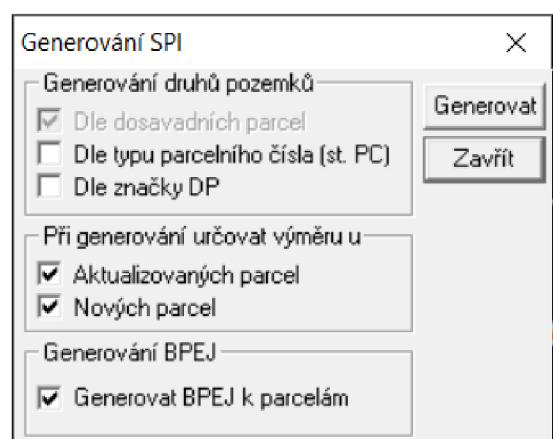 Generování SPI
Generování druhů pozemků
Dle dosavadních parcel
Dle typu parcelního čísla (st. PC)
Dle značky DP
Generovat
Zavřít
Při generování určovat výměru u
Aktualizovaných parcel
Nových parcel
Generování BPEJ
Generovat BPEJ k parcelám